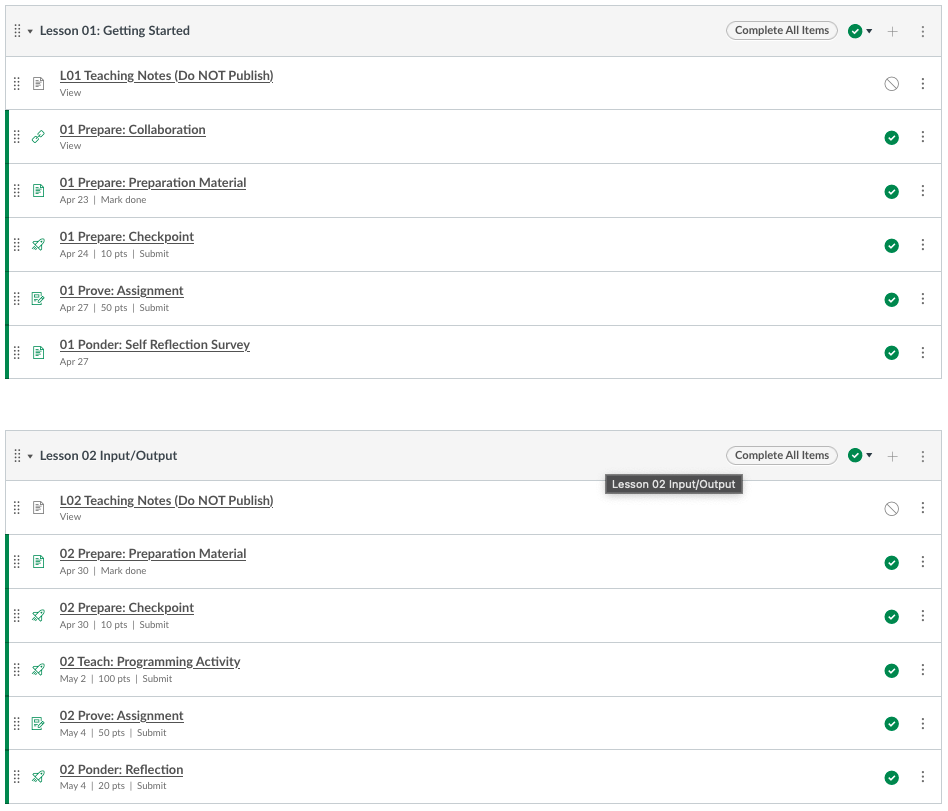 Lesson 01: Getting Started
Complete All Items
L01 Teaching Notes (Do NOT Publish)
View
01 Prepare: Collaboration
View
01 Prepare: Preparation Material
Apr 23 | Mark done
01 Prepare: Checkpoint
Apr 24 | 10 pts | Submit
01 Prove: Assignment
Apr 27 | 50 pts | Submit
01 Ponder: Self Reflection Survey
Apr 27
Lesson 02 Input/Output
Complete All Items
Lesson 02 Input/Output
L02 Teaching Notes (Do NOT Publish)
View
02 Prepare: Preparation Material
Apr 30 | Mark done
02 Prepare: Checkpoint
Apr 30 | 10 pts | Submit
02 Teach: Programming Activity
May 2 | 100 pts | Submit
02 Prove: Assignment
May 4 | 50 pts | Submit
02 Ponder: Reflection
May 4 | 20 pts | Submit